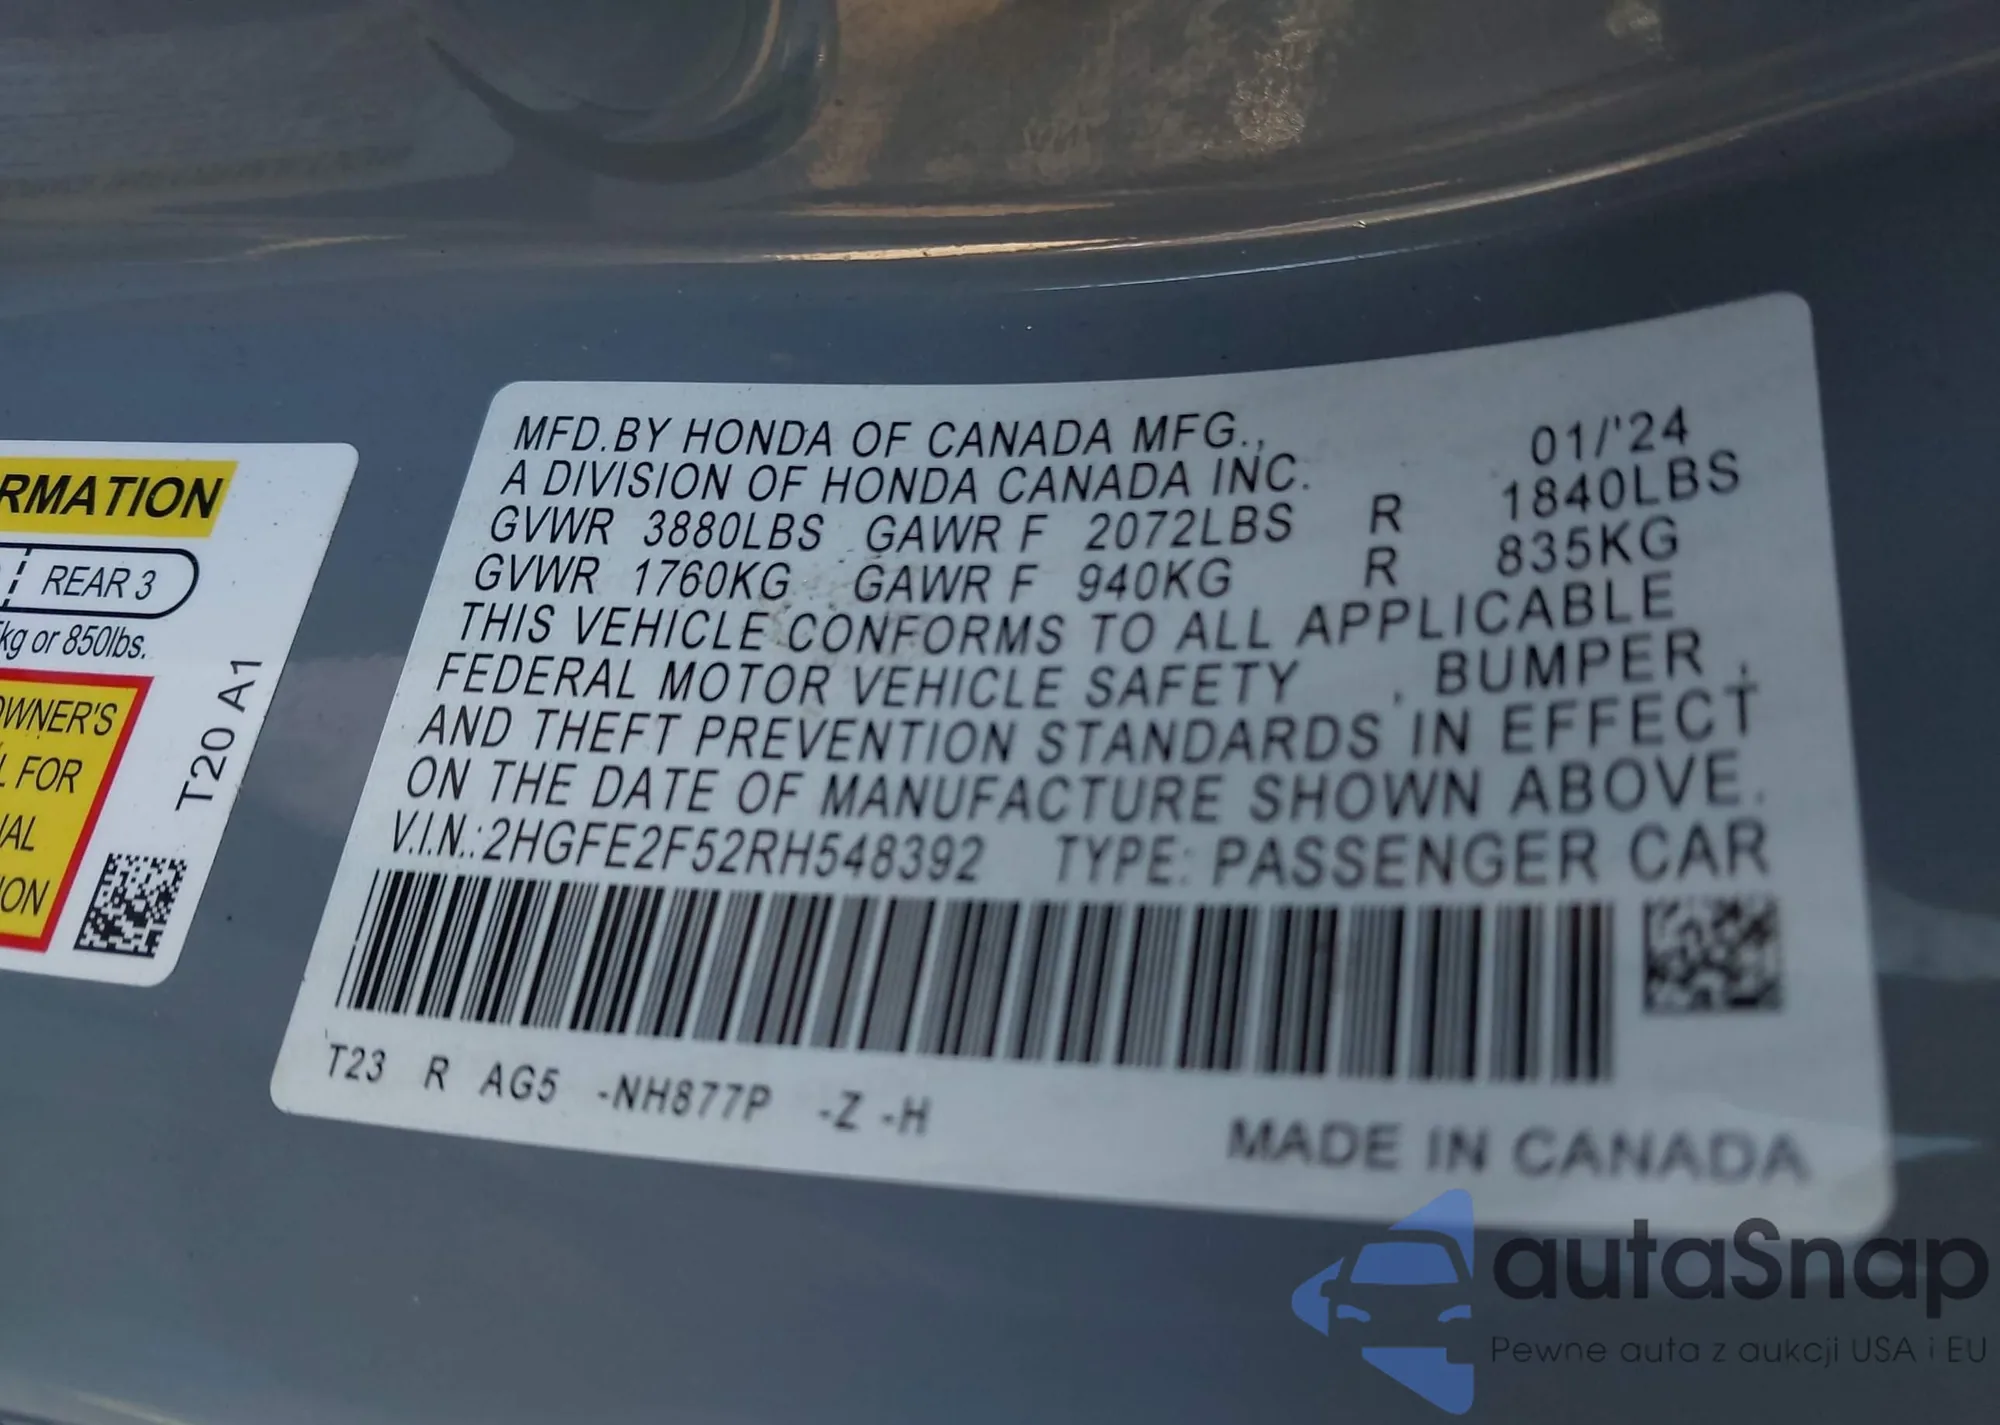 RMATION
REAR 3
kg or 850lbs.
OWNER'S
L FOR
ION
T20 A1
MFD.BY HONDA OF CANADA MFG.,
01/'24
A DIVISION OF HONDA CANADA INC.
GVWR 3880LBS GAWR F 2072LBS R 1840LBS
GVWR 1760KG GAWR F 940KG R 835KG
THIS VEHICLE CONFORMS TO ALL APPLICABLE
FEDERAL MOTOR VEHICLE SAFETY , BUMPER ,
AND THEFT PREVENTION STANDARDS IN EFFECT
ON THE DATE OF MANUFACTURE SHOWN ABOVE.
V.I.N.:2HGFE2F52RH548392 TYPE: PASSENGER CAR
T23 R AG5 -NH877P -Z -H
MADE IN CANADA
autaSnap
Pewne auta z aukcji USA i EU